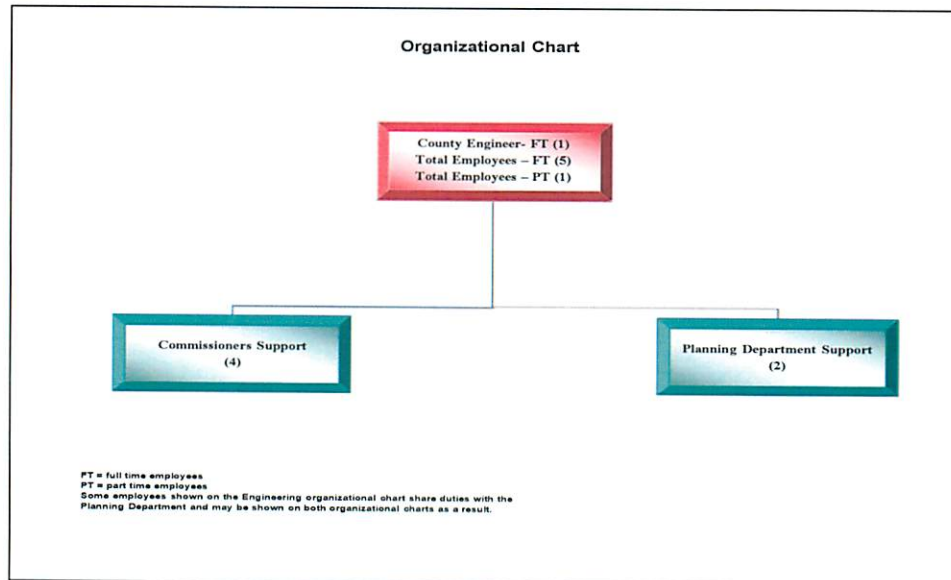 Organizational Chart
County Engineer- FT (1)
Total Employees – FT (5)
Total Employees – PT (1)
Commissioners Support
(4)
Planning Department Support
(2)
FT = full time employees
PT = part time employees
Some employees shown on the Engineering organizational chart share duties with the
Planning Department and may be shown on both organizational charts as a result.